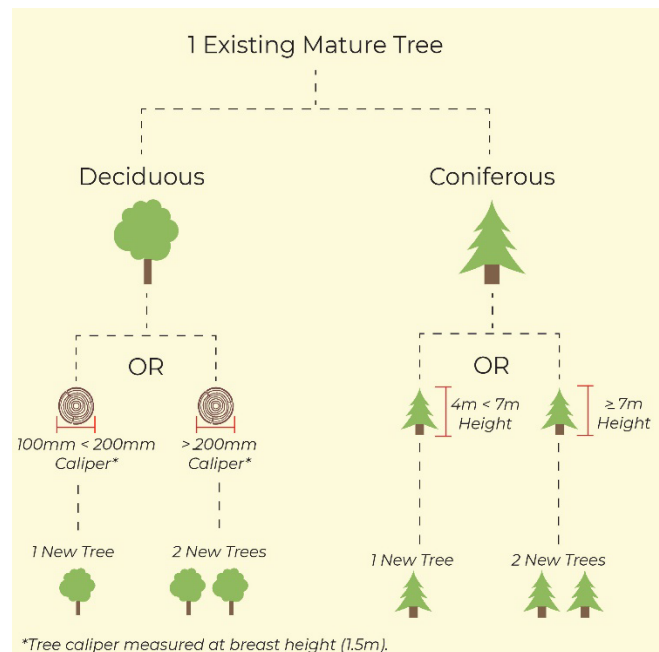 1 Existing Mature Tree
Deciduous
Coniferous
OR
OR
100mm < 200mm
Caliper*
≥200mm
Caliper*
4m < 7m
Height
≥7m
Height
1 New Tree
2 New Trees
1 New Tree
2 New Trees
*Tree caliper measured at breast height (1.5m).